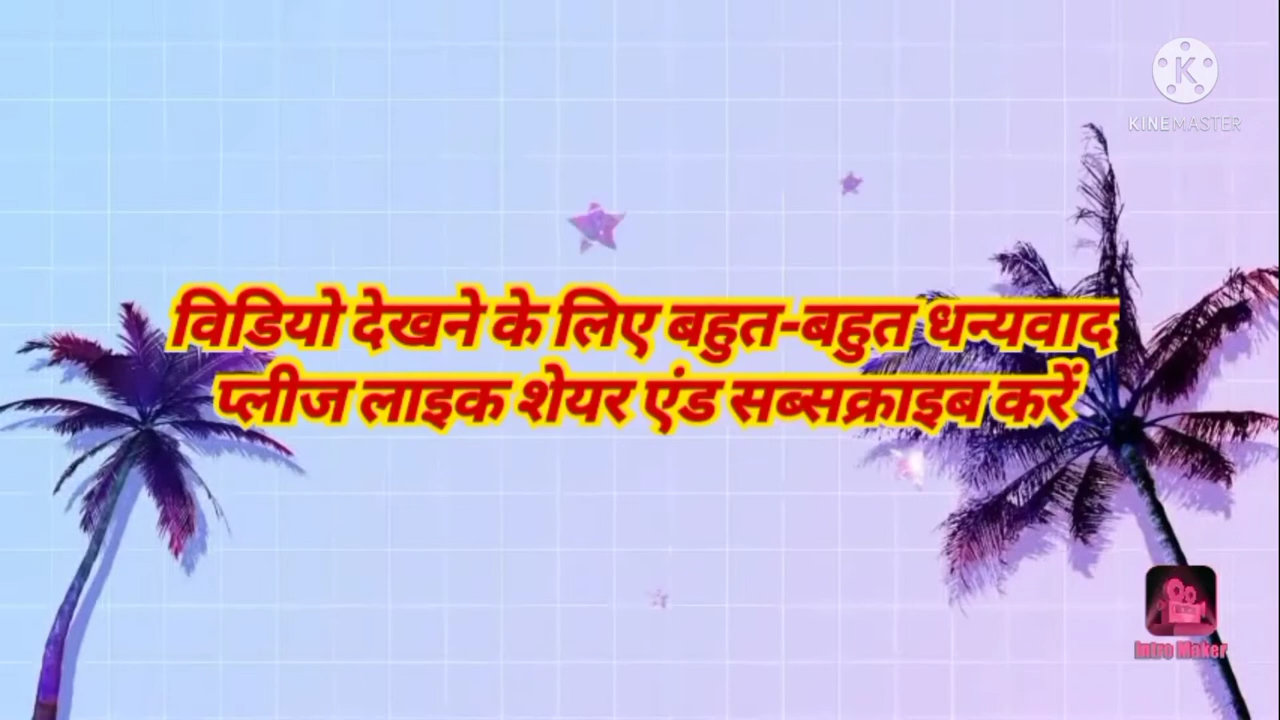 KINEMASTER
विडियो देखने के लिए बहुत-बहुत धन्यवाद
प्लीज लाइक शेयर एंड सब्सक्राइब करें
Intro Maker